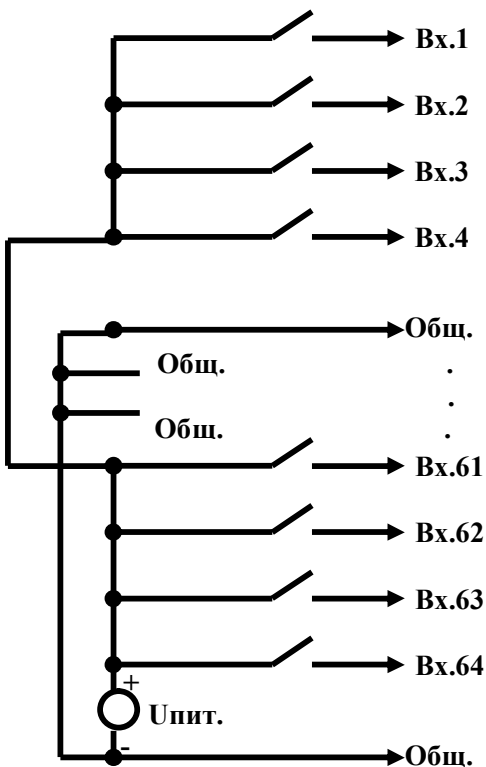 Вх.1
Вх.2
Вх.3
Вх.4
Общ.
Общ.
.
.
Общ.
.
Вх.61
Вх.62
Вх.63
Вх.64
+
Uпит.
-
Общ.